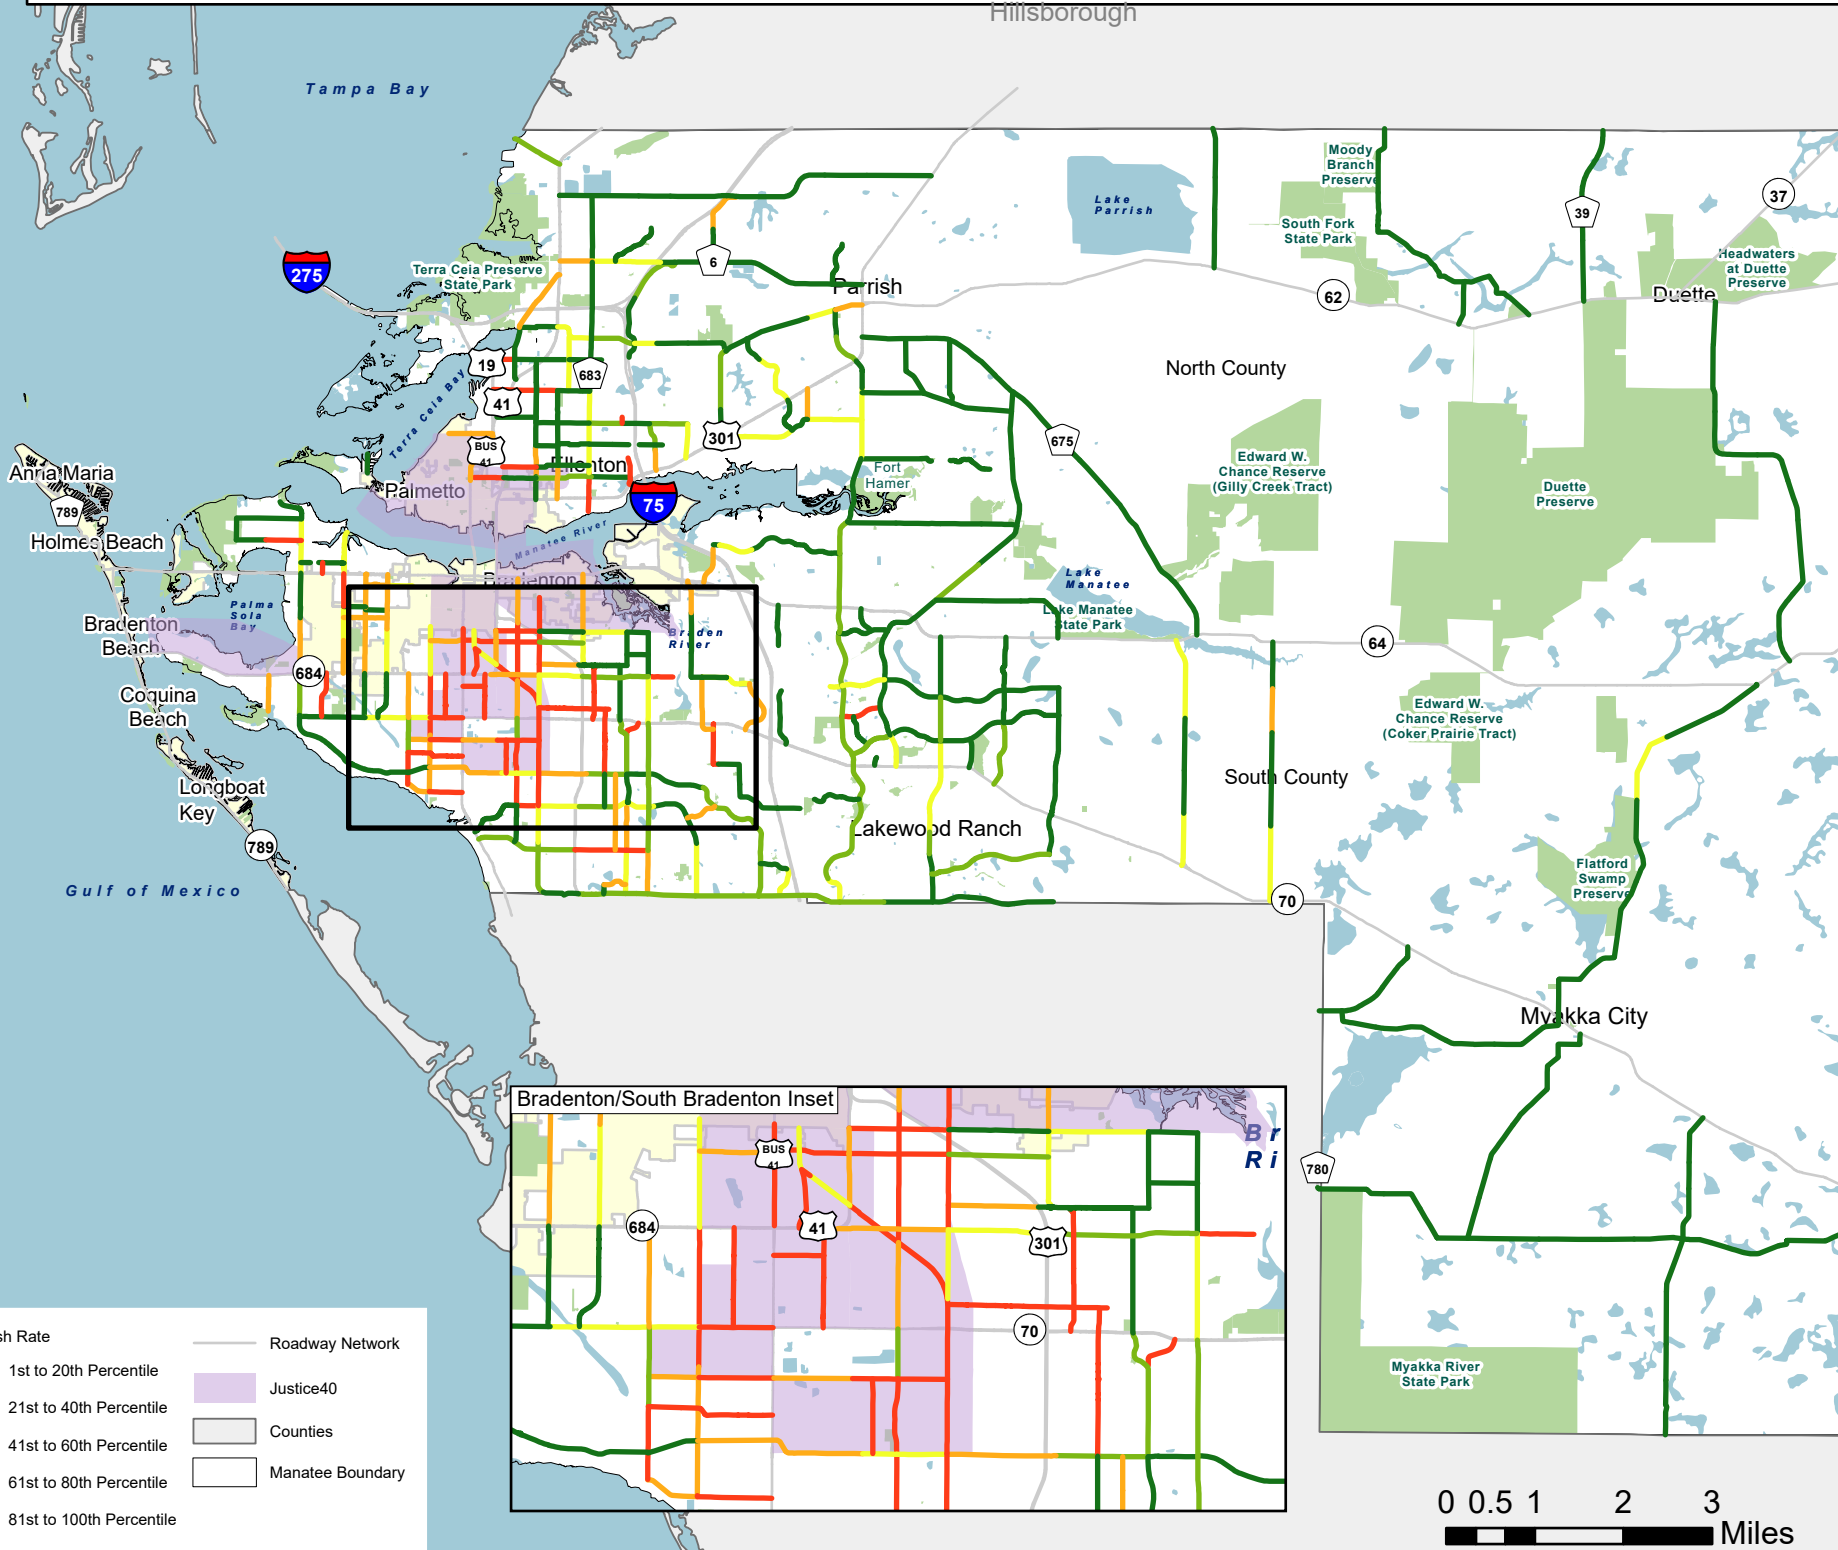 Hillsborough
Tampa Bay
Moody
Branch
Preserve
37
Lake
Parrish
39
South Fork
State Park
6
Headwaters
at Duette
Preserve
275
Terra Ceia Preserve
State Park
Parrish
62
Duette
19
683
North County
Terra Ceia Bay
41
301
675
BUS
41
Ellenton
Fort
Hamer
Edward W.
Chance Reserve
(Gilly Creek Tract)
Duette
Preserve
Anna Maria
Palmetto
75
789
Holmes Beach
Manatee River
Lake
Manatee
Palma
Sola
Bay
Lake Manatee
State Park
Bradenton
Beach
Braden
River
64
684
Coquina
Beach
Edward W.
Chance Reserve
(Coker Prairie Tract)
Longboat
Key
South County
Lakewood Ranch
789
Gulf of Mexico
Flatford
Swamp
Preserve
70
Myakka City
Bradenton/South Bradenton Inset
BUS
41
Br
Ri
780
684
41
301
70
sh Rate
1st to 20th Percentile
21st to 40th Percentile
41st to 60th Percentile
61st to 80th Percentile
81st to 100th Percentile
Roadway Network
Justice40
Counties
Manatee Boundary
Myakka River
State Park
0 0.5 1 2 3
Miles